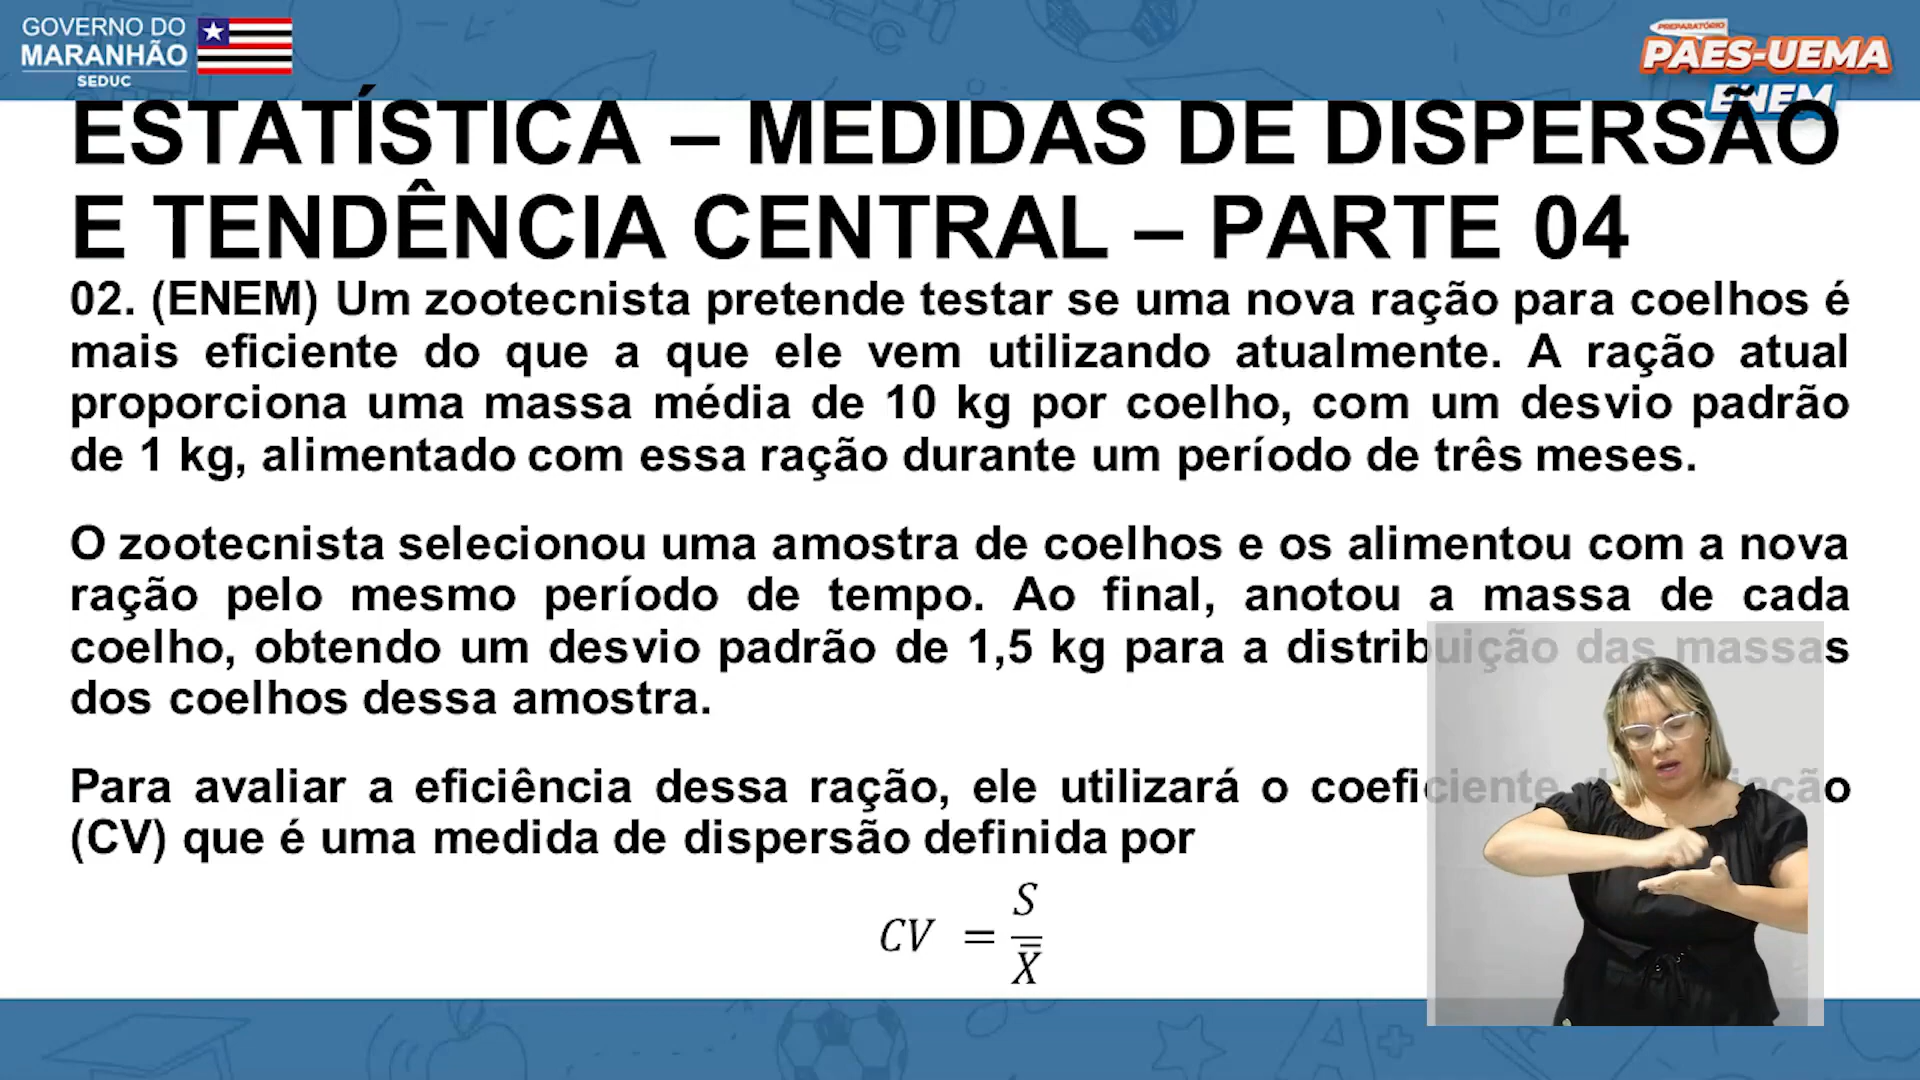 GOVERNO DO
MARANHÃO
SEDUC
PREPARATÓRIO
PAES-UEMA
ENEM
ESTATÍSTICA – MEDIDAS DE DISPERSÃO
E TENDÊNCIA CENTRAL – PARTE 04
02. (ENEM) Um zootecnista pretende testar se uma nova ração para coelhos é
mais eficiente do que a que ele vem utilizando atualmente. A ração atual
proporciona uma massa média de 10 kg por coelho, com um desvio padrão
de 1 kg, alimentado com essa ração durante um período de três meses.
O zootecnista selecionou uma amostra de coelhos e os alimentou com a nova
ração pelo mesmo período de tempo. Ao final, anotou a massa de cada
coelho, obtendo um desvio padrão de 1,5 kg para a distribuição das massas
dos coelhos dessa amostra.
Para avaliar a eficiência dessa ração, ele utilizará o coeficiente
(CV) que é uma medida de dispersão definida por
CV = S / X̄